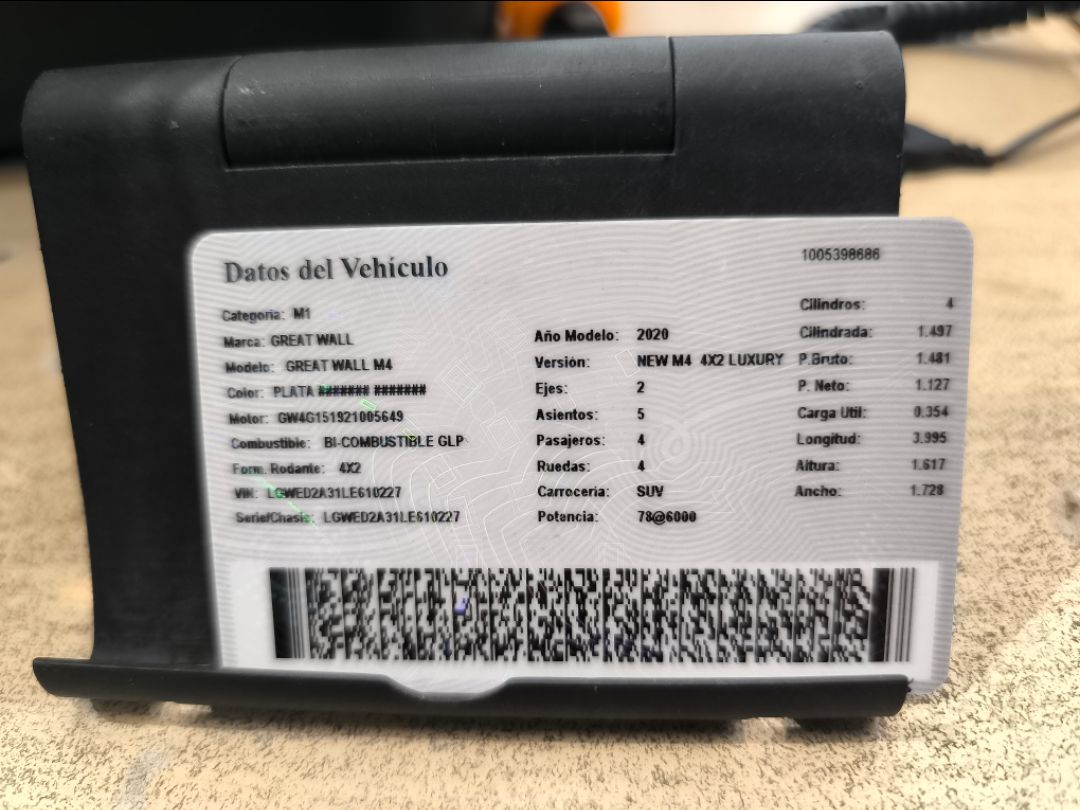 Datos del Vehículo
1005398686
Categoria: M1
Marca: GREAT WALL
Modelo: GREAT WALL M4
Color: PLATA ####### #######
Motor: GW4G151921005649
Combustible: BI-COMBUSTIBLE GLP
Form. Rodante: 4X2
VIN: LGWED2A31LE610227
Serie/Chasis: LGWED2A31LE610227
Año Modelo: 2020
Versión: NEW M4 4X2 LUXURY
Ejes: 2
Asientos: 5
Pasajeros: 4
Ruedas: 4
Carroceria: SUV
Potencia: 78@6000
Cilindros: 4
Cilindrada: 1.497
P.Bruto: 1.481
P. Neto: 1.127
Carga Util: 0.354
Longitud: 3.995
Altura: 1.617
Ancho: 1.728